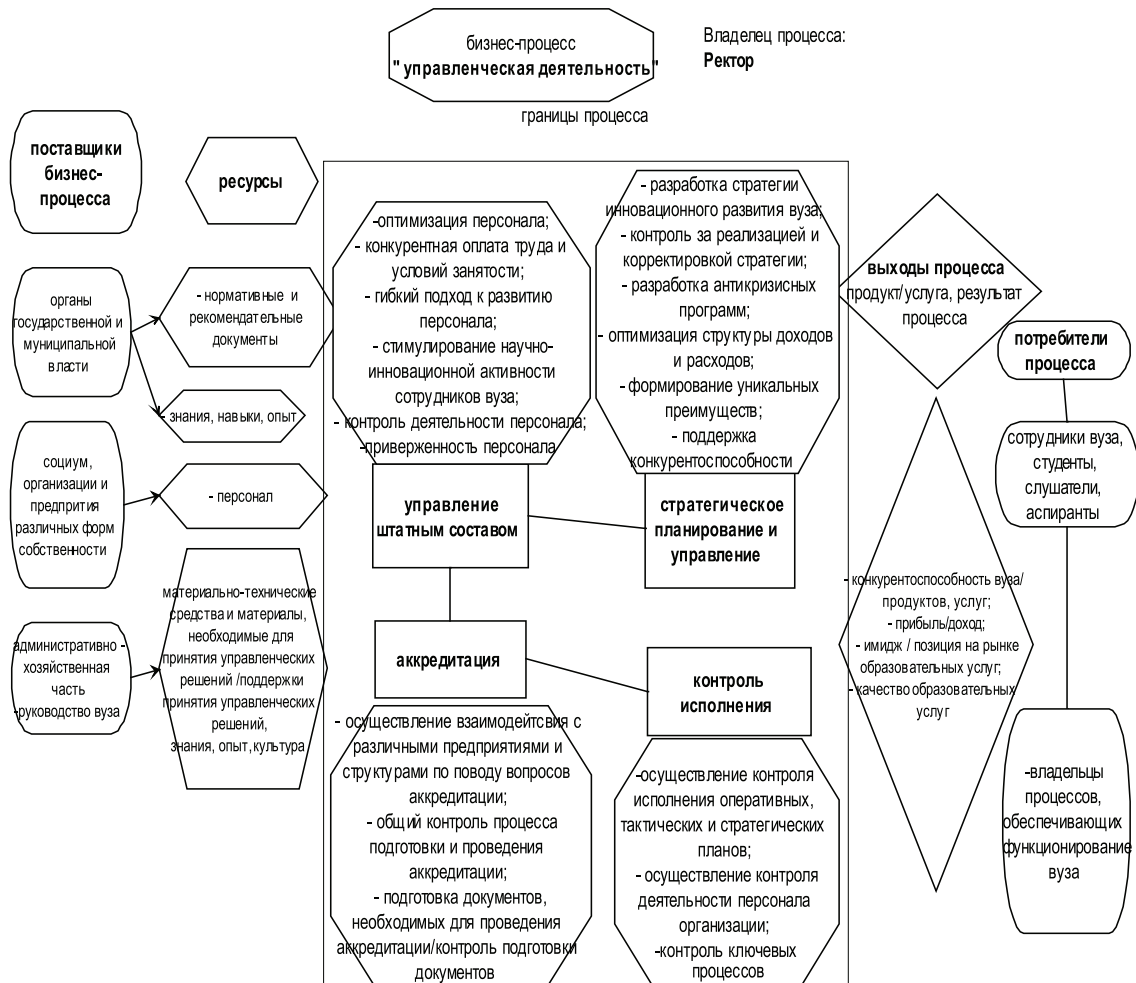 бизнес-процесс
" управленческая деятельность"
Владелец процесса:
Ректор
границы процесса
поставщики
бизнес-
процесса
ресурсы
органы
государственной и
муниципальной
власти
- нормативные и
рекомендательные
документы
- знания, навыки, опыт
социум,
организации и
предпрития
различных форм
собственности
- персонал
административно -
хозяйственная
часть
-руководство вуза
материально-технические
средства и материалы,
необходимые для
принятия управленческих
решений /поддержки
принятия управленческих
решений,
знания, опыт, культура
-оптимизация персонала;
- конкурентная оплата труда и
условий занятости;
- гибкий подход к развитию
персонала;
- стимулирование научно-
инновационной активности
сотрудников вуза;
- контроль деятельности персонала;
-приверженность персонала
управление
штатным составом
- разработка стратегии
инновационного развития вуза;
- контроль за реализацией и
корректировкой стратегии;
- разработка антикризисных
программ;
- оптимизация структуры доходов
и расходов;
-формирование уникальных
преимуществ;
- поддержка
конкурентоспособности
стратегическое
планирование и
управление
аккредитация
- осуществление взаимодейтсвия с
различными предприятиями и
структурами по поводу вопросов
аккредитации;
- общий контроль процесса
подготовки и проведения
аккредитации;
- подготовка документов,
необходимых для проведения
аккредитации/контроль подготовки
документов
контроль
исполнения
-осуществление контроля
исполнения оперативных,
тактических и стратегических
планов;
- осуществление контроля
деятельности персонала
организации;
-контроль ключевых
процессов
выходы процесса
продукт/услуга, результат
процесса
- конкурентоспособность вуза/
продуктов, услуг;
- прибыль/доход;
- имидж / позиция на рынке
образовательных услуг;
- качество образовательных
услуг
потребители
процесса
сотрудники вуза,
студенты,
слушатели,
аспиранты
-владельцы
процессов,
обеспечивающих
функционирование
вуза